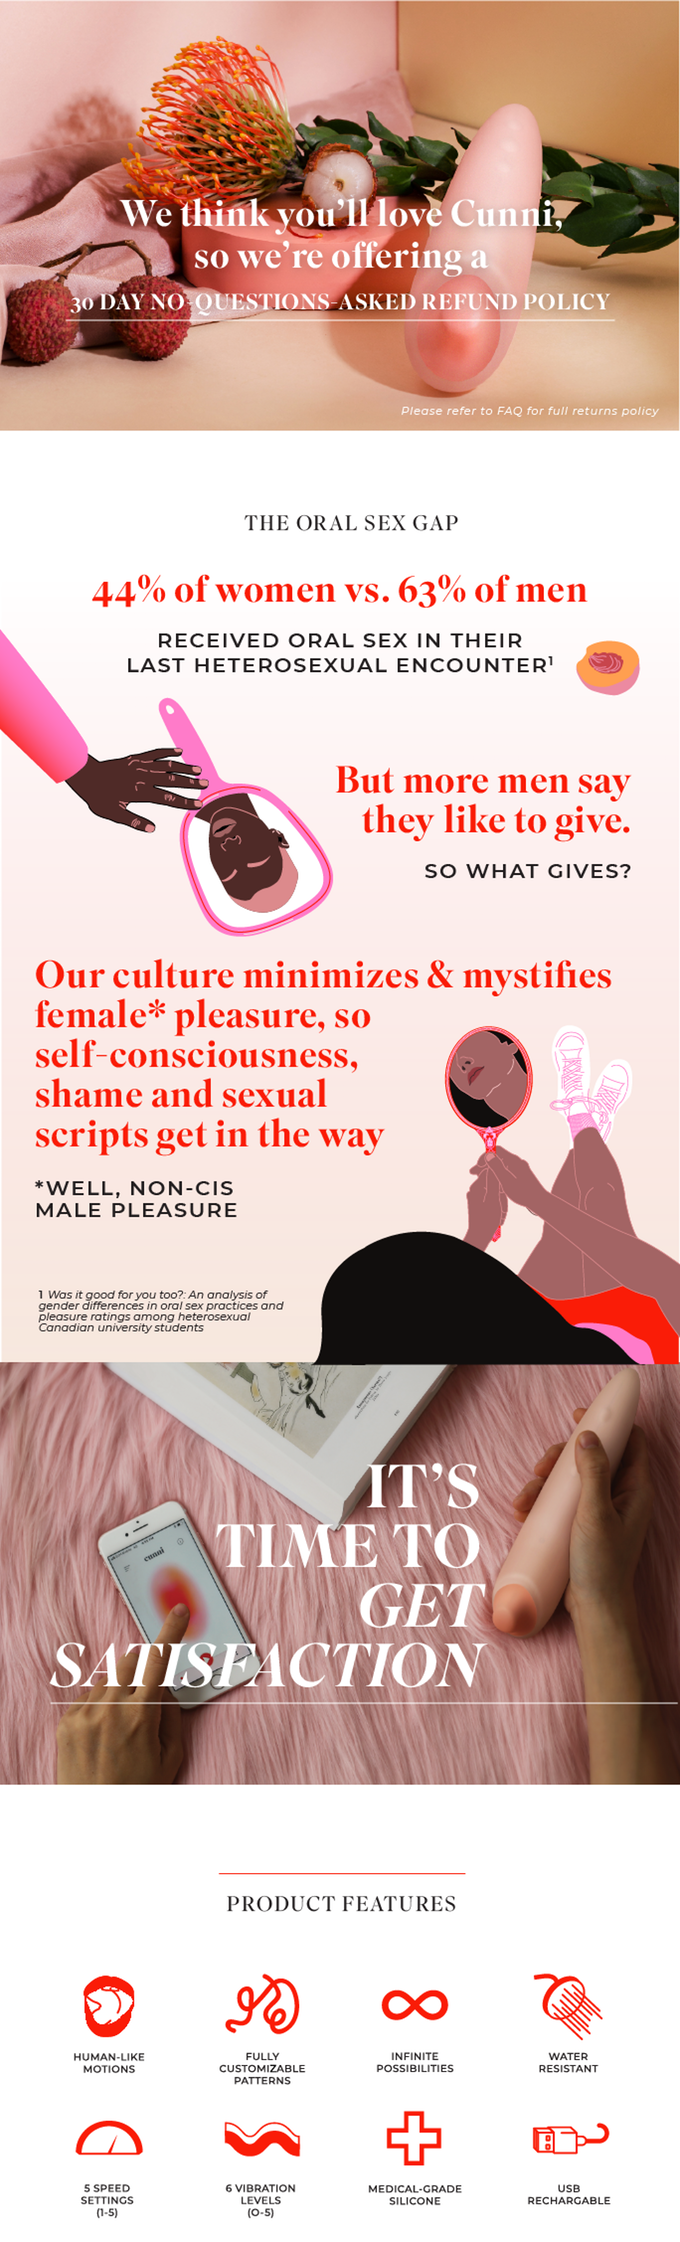 We think you'll love Cunni,
so we're offering a
30 DAY NO-QUESTIONS-ASKED REFUND POLICY
Please refer to FAQ for full returns policy
THE ORAL SEX GAP
44% of women vs. 63% of men
RECEIVED ORAL SEX IN THEIR
LAST HETEROSEXUAL ENCOUNTER¹
But more men say
they like to give.
SO WHAT GIVES?
Our culture minimizes & mystifies
female* pleasure, so
self-consciousness,
shame and sexual
scripts get in the way
*WELL, NON-CIS
MALE PLEASURE
1 Was it good for you too?: An analysis of
gender differences in oral sex practices and
pleasure ratings among heterosexual
Canadian university students
cunni
IT'S
TIME TO
GET
SATISFACTION
PRODUCT FEATURES
HUMAN-LIKE
MOTIONS
FULLY
CUSTOMIZABLE
PATTERNS
INFINITE
POSSIBILITIES
WATER
RESISTANT
5 SPEED
SETTINGS
(1-5)
6 VIBRATION
LEVELS
(0-5)
MEDICAL-GRADE
SILICONE
USB
RECHARGABLE